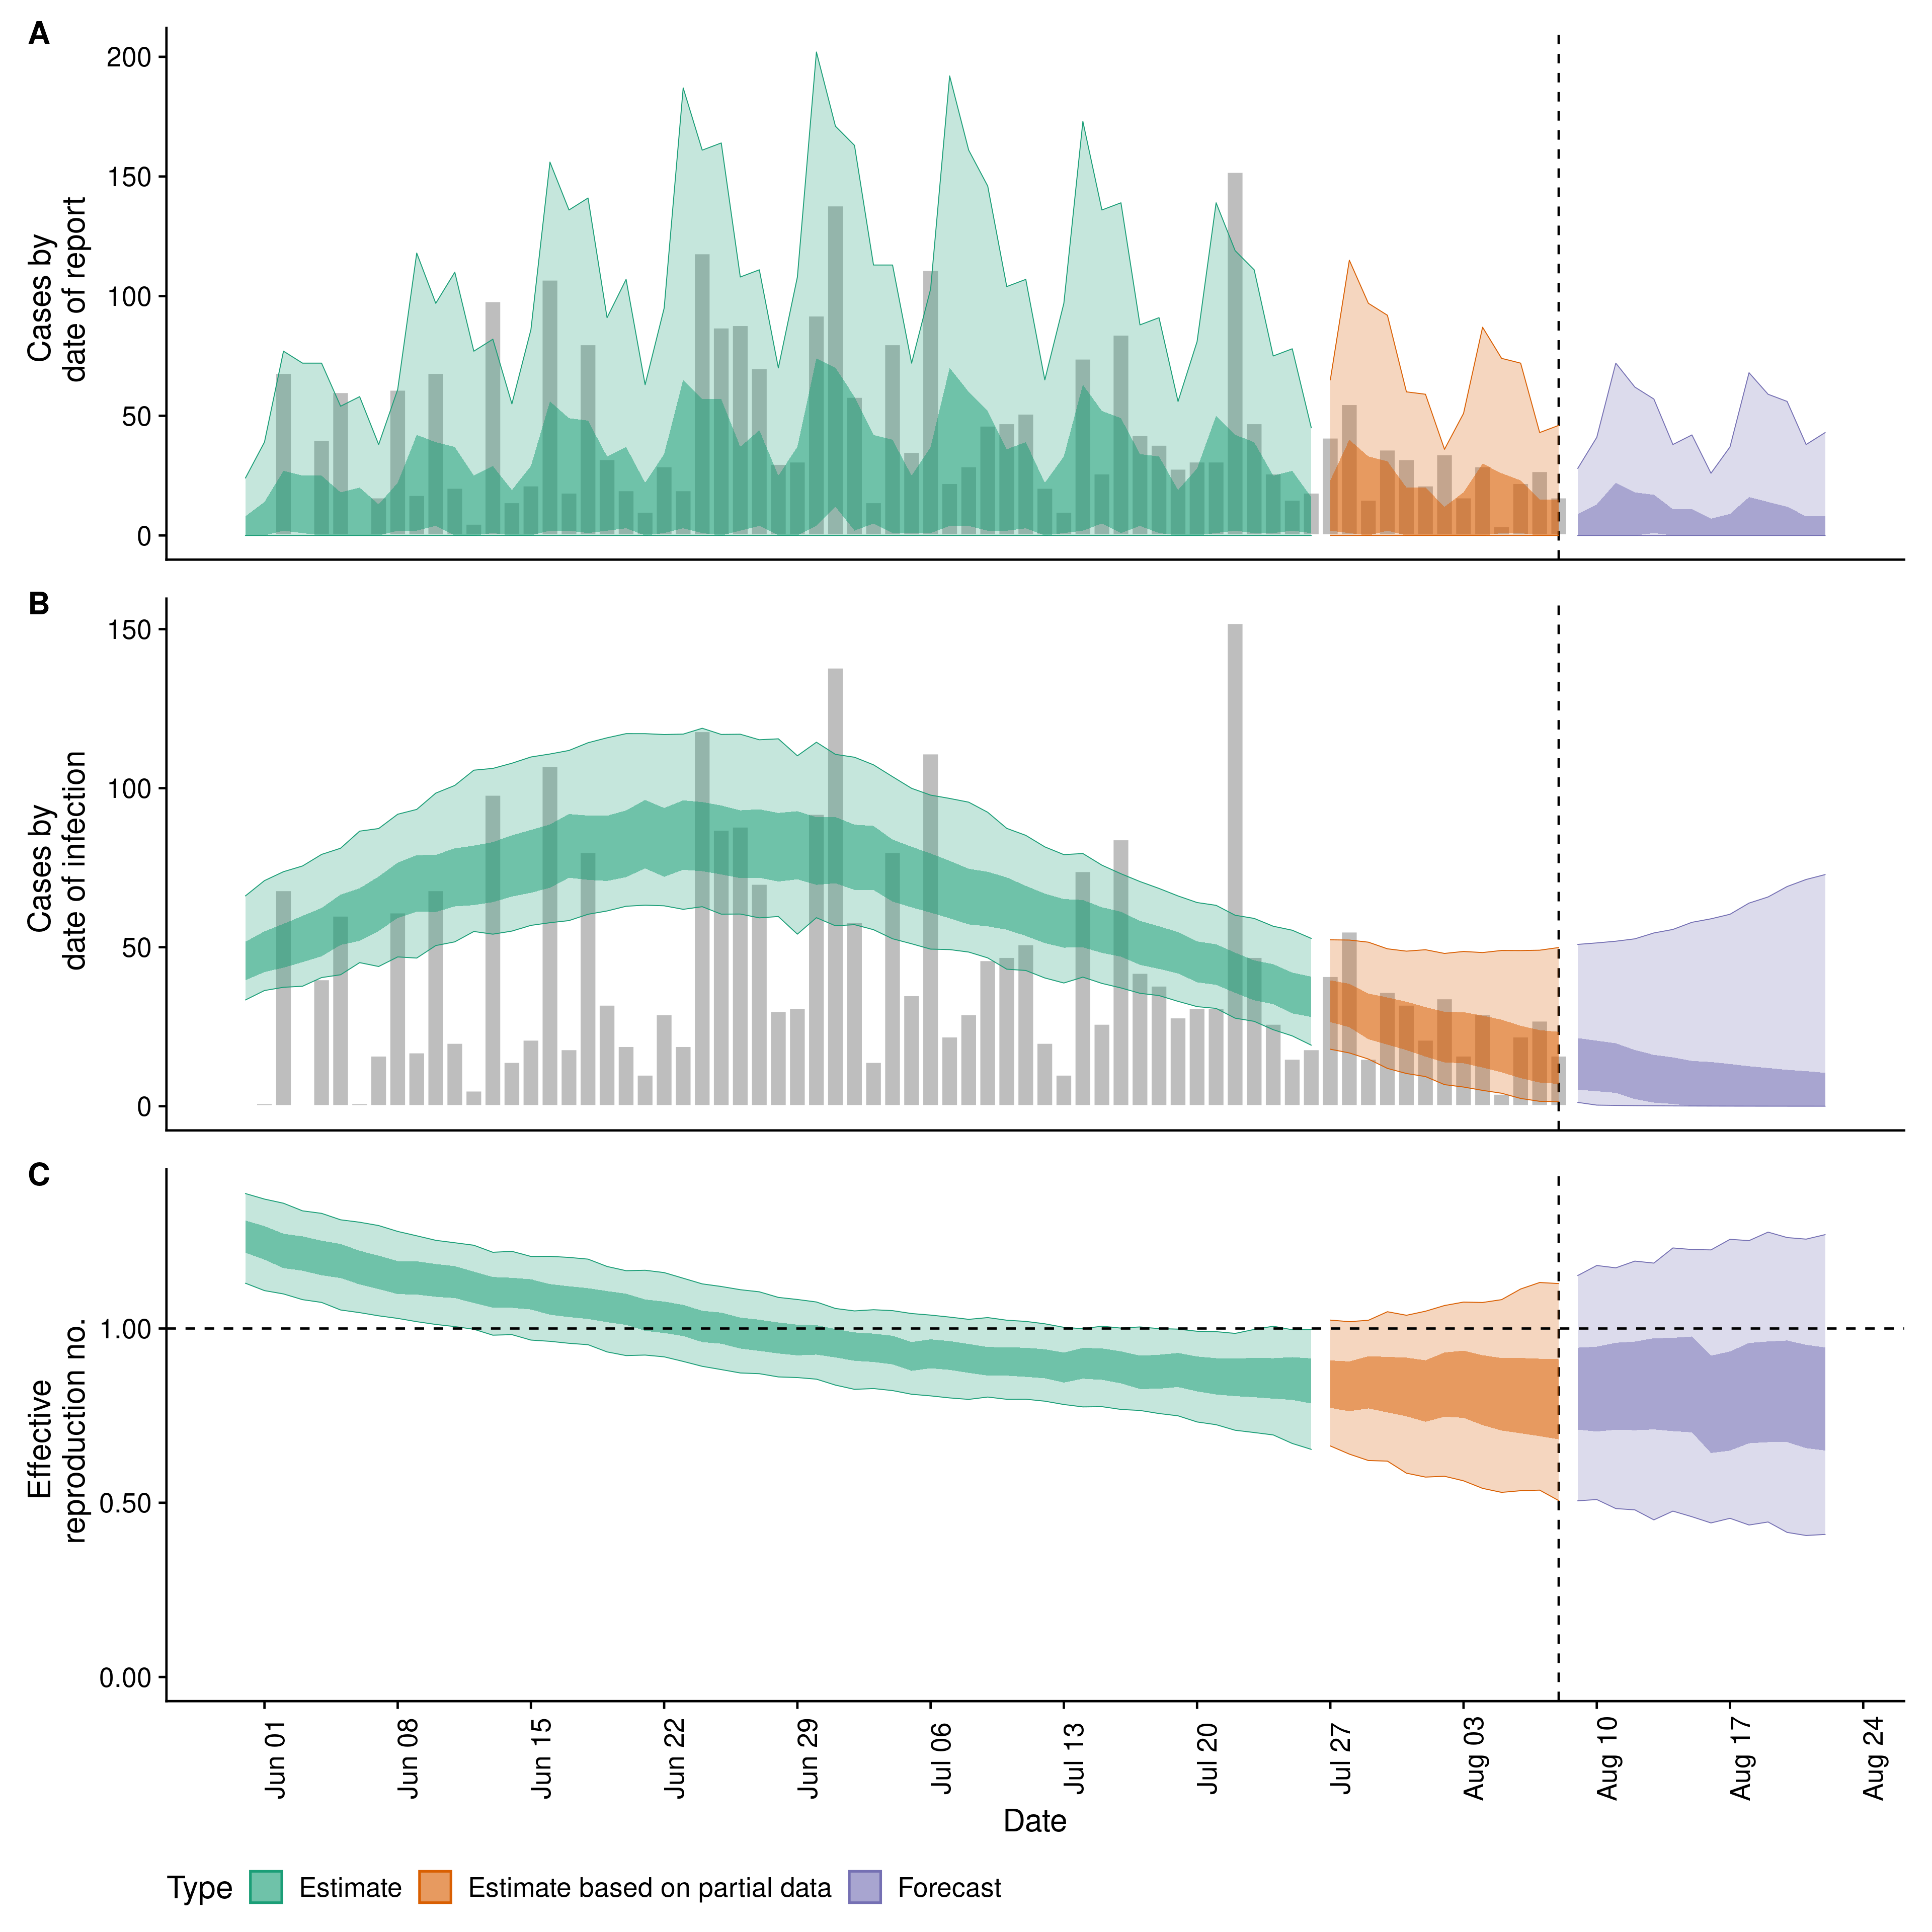 A
200
150
100
50
0
Cases by
date of report
B
150
100
50
0
Cases by
date of infection
C
1.00
0.50
0.00
Effective
reproduction no.
Jun 01
Jun 08
Jun 15
Jun 22
Jun 29
Jul 06
Jul 13
Jul 20
Jul 27
Aug 03
Aug 10
Aug 17
Aug 24
Date
Type Estimate Estimate based on partial data Forecast